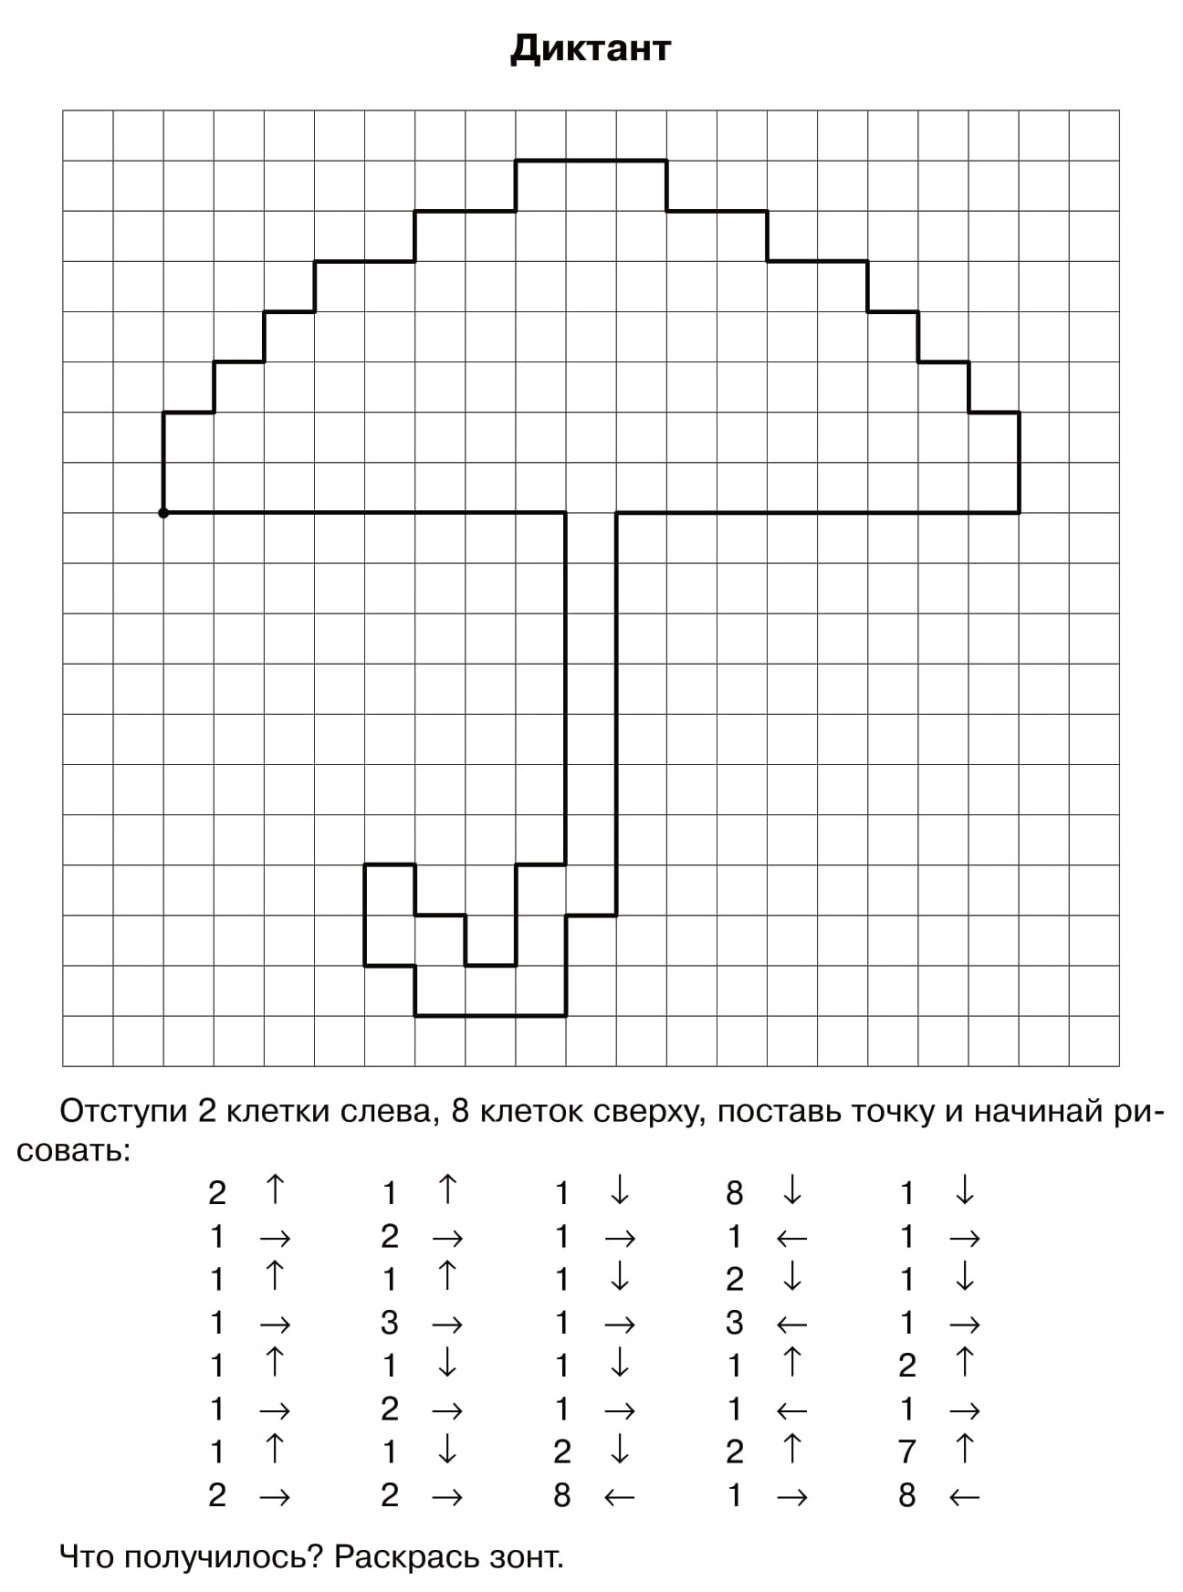 Диктант
Отступи 2 клетки слева, 8 клеток сверху, поставь точку и начинай ри-
совать:
2 ↑ 1 ↑ 1 ↓ 8 ↓ 1 ↓
1 → 2 → 1 → 1 ← 1 →
1 ↑ 1 ↑ 1 ↓ 2 ↓ 1 ↓
1 → 3 → 1 → 3 ← 1 →
1 ↑ 1 ↓ 1 ↓ 1 ↑ 2 ↑
1 → 2 → 1 → 1 ← 1 →
1 ↑ 1 ↓ 2 ↓ 2 ↑ 7 ↑
2 → 2 → 8 ← 1 → 8 ←
Что получилось? Раскрась зонт.